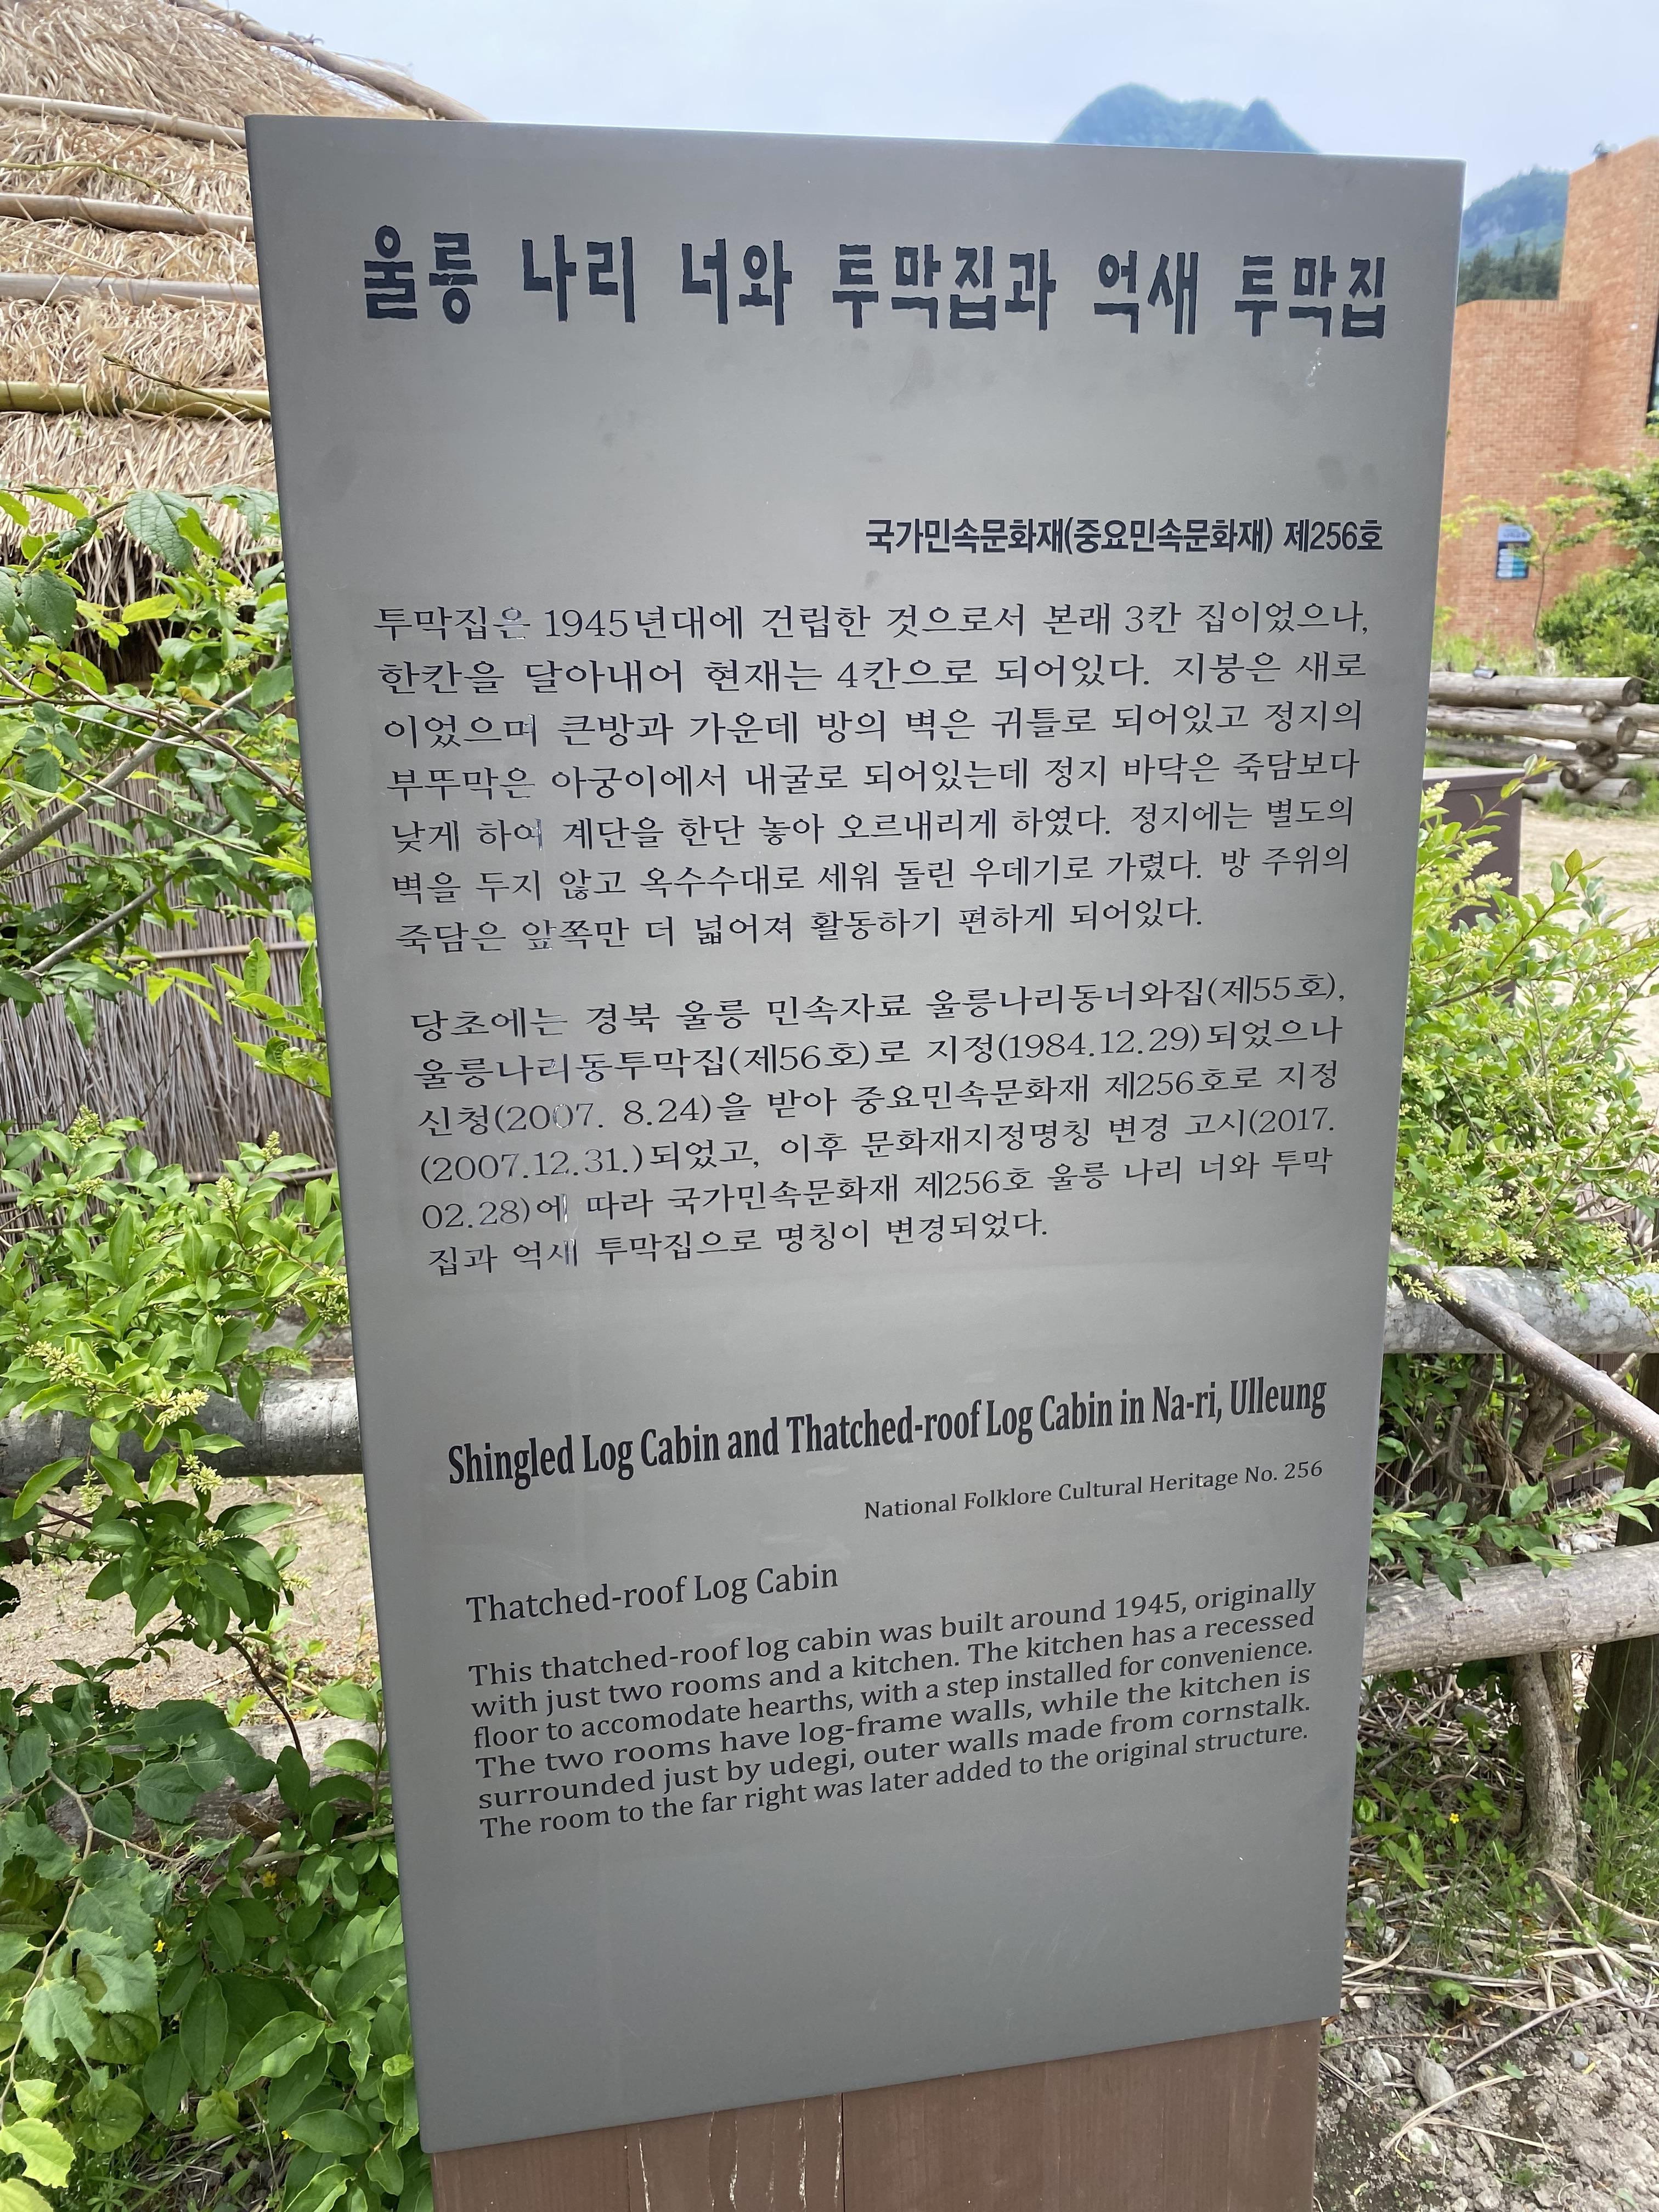 울릉 나리 너와 투막집과 억새 투막집
국가민속문화재(중요민속문화재) 제256호
투막집은 1945년대에 건립한 것으로서 본래 3칸 집이었으나,
한칸을 달아내어 현재는 4칸으로 되어있다. 지붕은 새로
이었으며 큰방과 가운데 방의 벽은 귀틀로 되어있고 정지의
부뚜막은 아궁이에서 내굴로 되어있는데 정지 바닥은 죽담보다
낮게 하여 계단을 한단 놓아 오르내리게 하였다. 정지에는 별도의
벽을 두지 않고 옥수수대로 세워 돌린 우데기로 가렸다. 방 주위의
죽담은 앞쪽만 더 넓어져 활동하기 편하게 되어있다.
당초에는 경북 울릉 민속자료 울릉나리동너와집(제55호),
울릉나리동투막집(제56호)로 지정(1984.12.29)되었으나
신청(2007. 8.24)을 받아 중요민속문화재 제256호로 지정
(2007.12.31.)되었고, 이후 문화재지정명칭 변경 고시(2017.
02.28)에 따라 국가민속문화재 제256호 울릉 나리 너와 투막
집과 억새 투막집으로 명칭이 변경되었다.
Shingled Log Cabin and Thatched-roof Log Cabin in Na-ri, Ulleung
National Folklore Cultural Heritage No. 256
Thatched-roof Log Cabin
This thatched-roof log cabin was built around 1945, originally
with just two rooms and a kitchen. The kitchen has a recessed
floor to accomodate hearths, with a step installed for convenience.
The two rooms have log-frame walls, while the kitchen is
surrounded just by udegi, outer walls made from cornstalk.
The room to the far right was later added to the original structure.